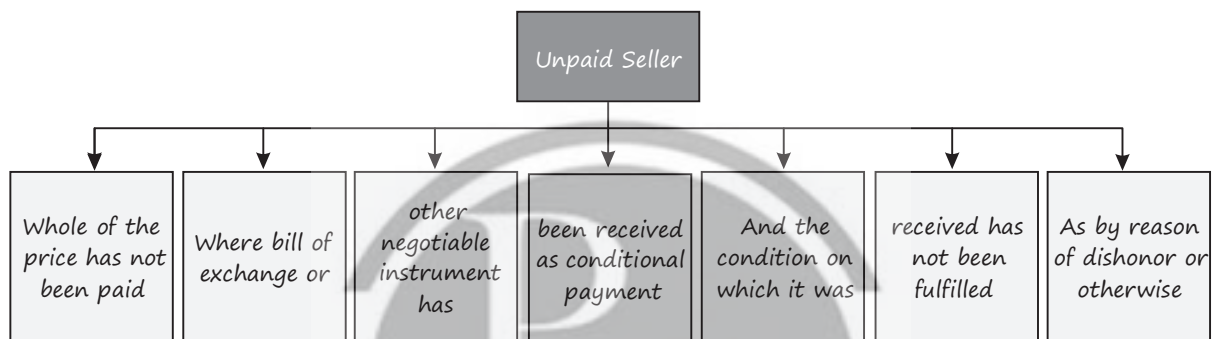 Unpaid Seller
Whole of the
price has not
been paid
Where bill of
exchange or
other
negotiable
instrument
has
been received
as conditional
payment
And the
condition on
which it was
received has
not been
fulfilled
As by reason
of dishonor or
otherwise